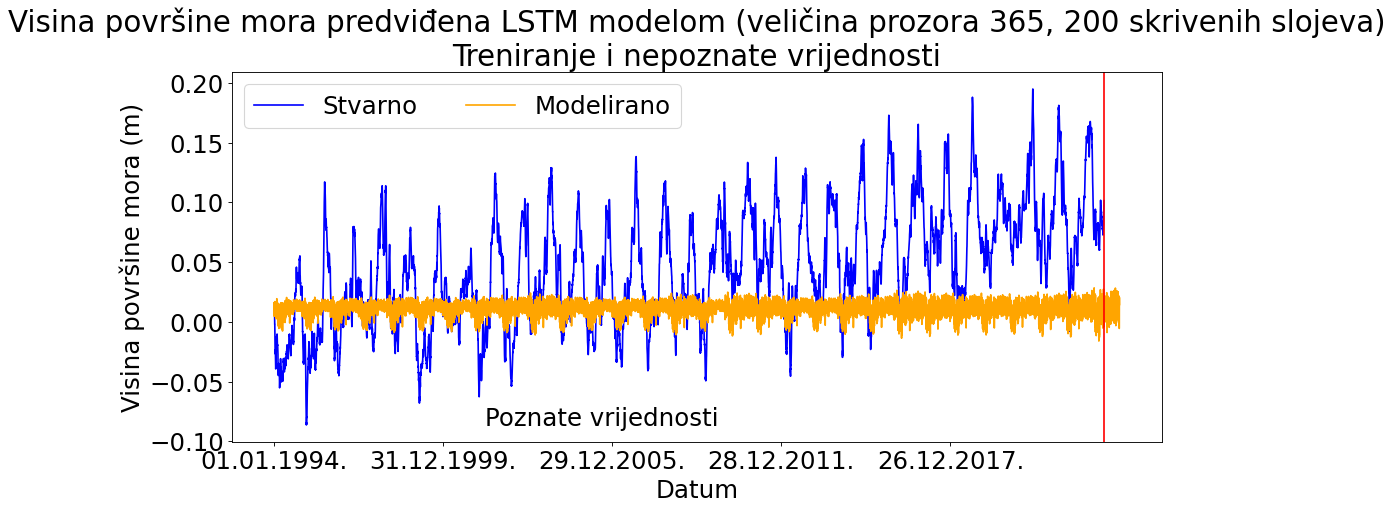 Visina površine mora predviđena LSTM modelom (veličina prozora 365, 200 skrivenih slojeva)
Treniranje i nepoznate vrijednosti
Stvarno
Modelirano
Visina površine mora (m)
0.20
0.15
0.10
0.05
0.00
−0.05
−0.10
Poznate vrijednosti
01.01.1994.
31.12.1999.
29.12.2005.
28.12.2011.
26.12.2017.
Datum